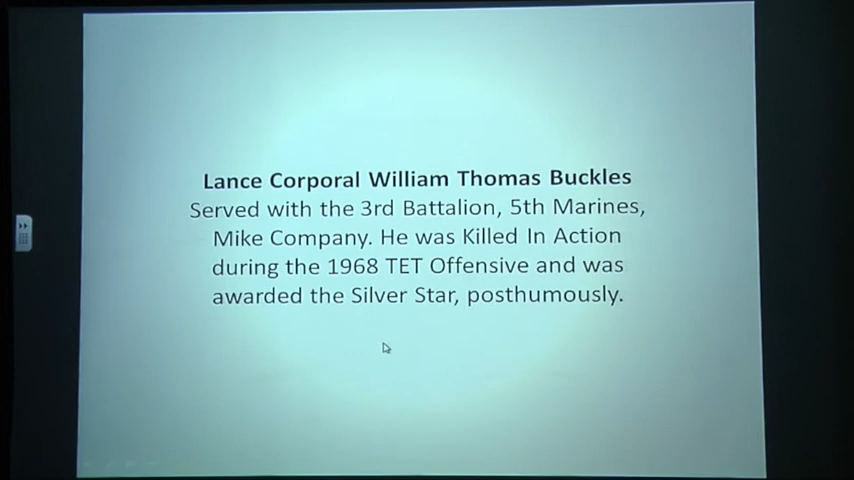 Lance Corporal William Thomas Buckles
Served with the 3rd Battalion, 5th Marines,
Mike Company. He was Killed In Action
during the 1968 TET Offensive and was
awarded the Silver Star, posthumously.